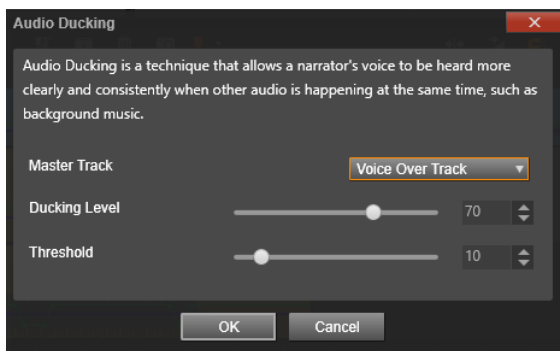 Audio Ducking
Audio Ducking is a technique that allows a narrator's voice to be heard more
clearly and consistently when other audio is happening at the same time, such as
background music.
Master Track Voice Over Track
Ducking Level 70
Threshold 10
OK Cancel